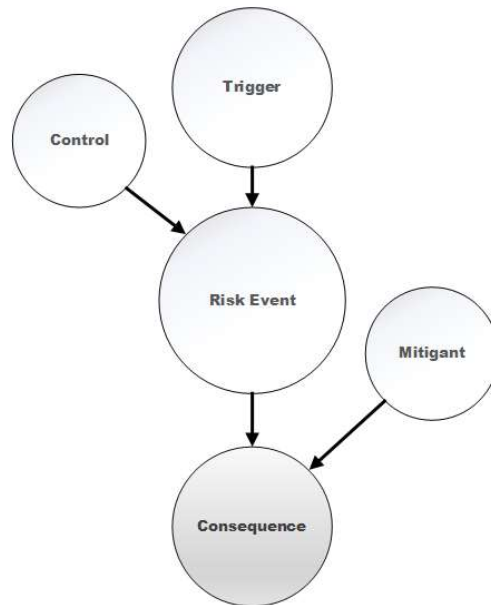 Trigger
Control
Risk Event
Mitigant
Consequence